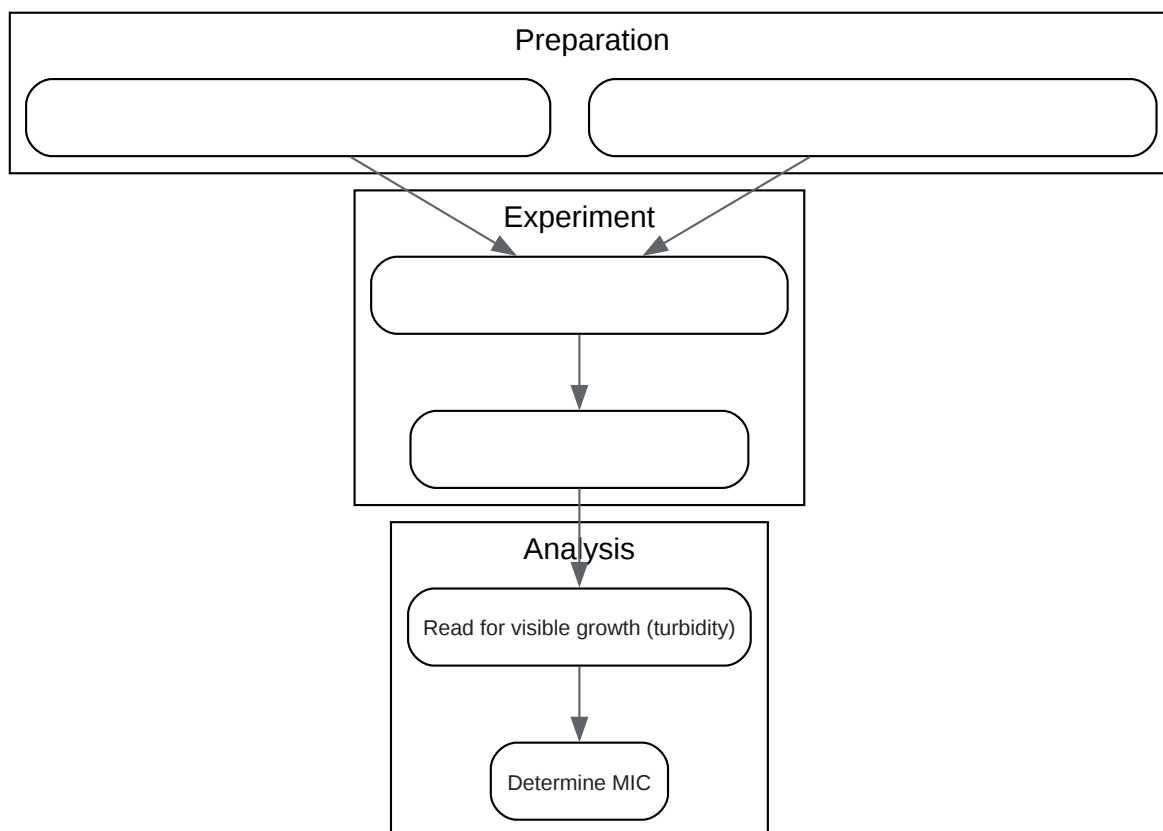 Preparation
Experiment
Analysis
Read for visible growth (turbidity)
Determine MIC